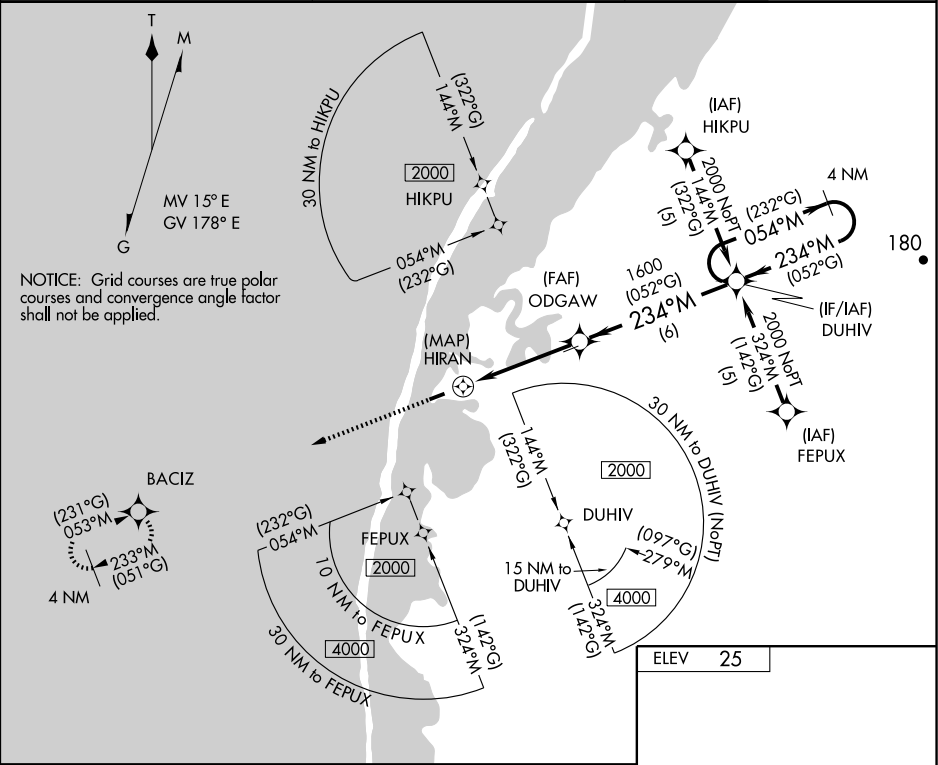 T
M
G
MV 15° E
GV 178° E
NOTICE: Grid courses are true polar
courses and convergence angle factor
shall not be applied.
30 NM to HIKPU
(322°G)
144°M
2000
HIKPU
054°M
(232°G)
(IAF)
HIKPU
2000 NoPT
144°M
(322°G)
(5)
4 NM
(232°G)
054°M
234°M
(052°G)
180
(IF/IAF)
DUHIV
1600
(052°G)
234°M
(6)
(FAF)
ODGAW
(MAP)
HIRAN
2000 NoPT
324°M
(142°G)
(5)
(IAF)
FEPUX
BACIZ
(231°G)
053°M
233°M
(051°G)
4 NM
(232°G)
054°M
FEPUX
2000
10 NM to FEPUX
4000
30 NM to FEPUX
(142°G)
324°M
30 NM to DUHIV (NoPT)
144°M
(322°G)
2000
DUHIV
(097°G)
279°M
15 NM to
DUHIV
4000
324°M
(142°G)
ELEV 25